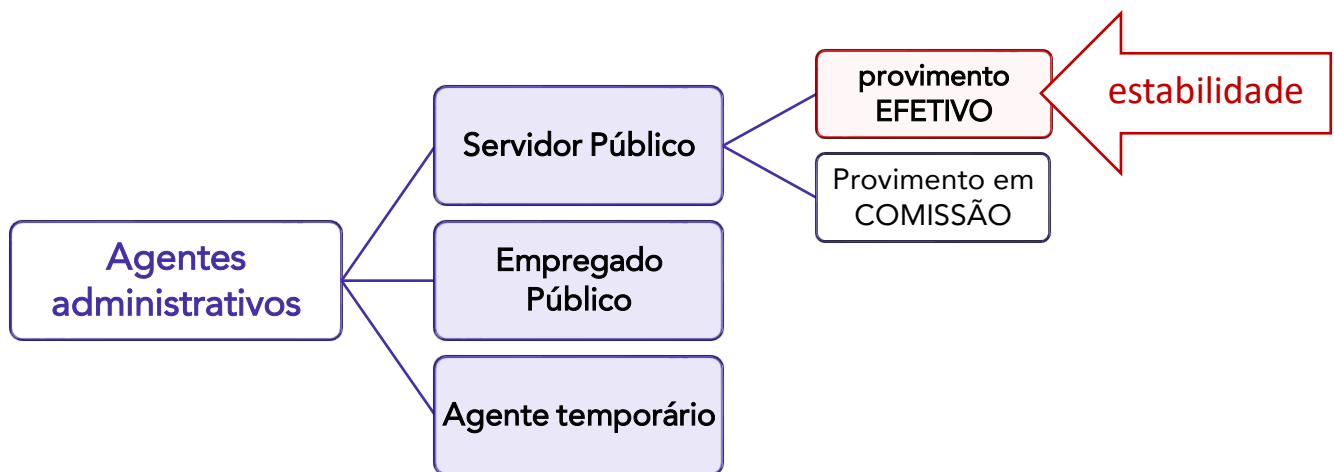 provimento
EFETIVO
estabilidade
Servidor Público
Provimento em
COMISSÃO
Agentes
administrativos
Empregado
Público
Agente temporário